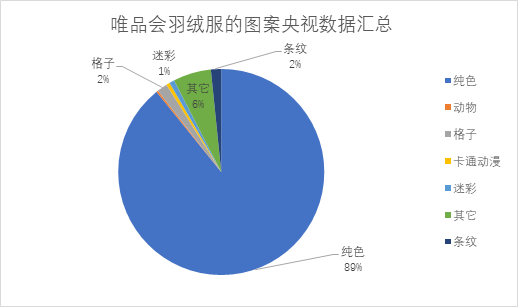 唯品会羽绒服的图案央视数据汇总
条纹
2%
迷彩
1%
格子
2%
其它
6%
纯色
89%
纯色
动物
格子
卡通动漫
迷彩
其它
条纹